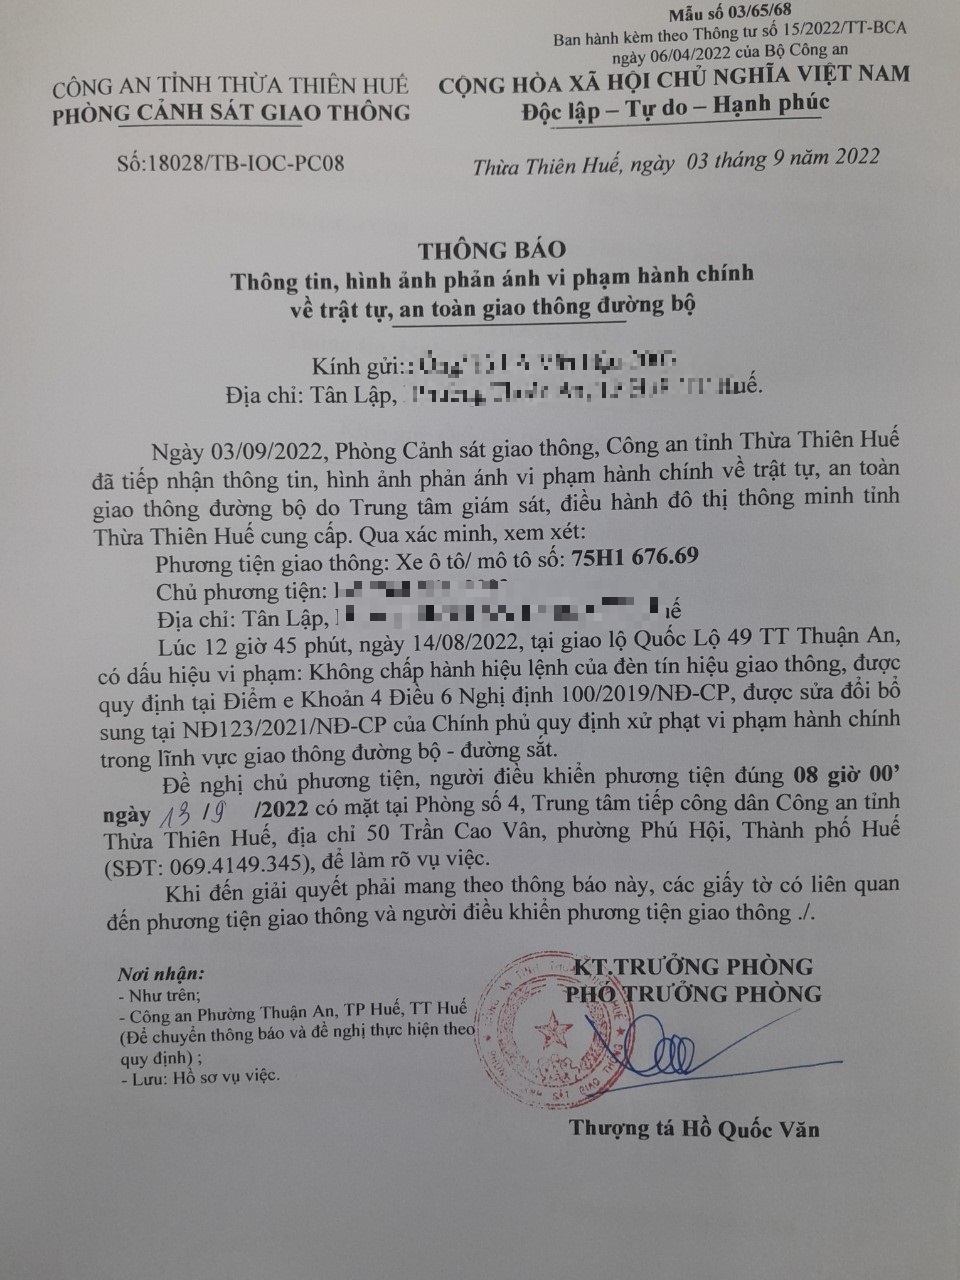 Mẫu số 03/65/68
Ban hành kèm theo Thông tư số 15/2022/TT-BCA
ngày 06/04/2022 của Bộ Công an
CÔNG AN TỈNH THỪA THIÊN HUẾ
PHÒNG CẢNH SÁT GIAO THÔNG
CỘNG HÒA XÃ HỘI CHỦ NGHĨA VIỆT NAM
Độc lập – Tự do – Hạnh phúc
Số:18028/TB-IOC-PC08
Thừa Thiên Huế, ngày 03 tháng 9 năm 2022
THÔNG BÁO
Thông tin, hình ảnh phản ánh vi phạm hành chính
về trật tự, an toàn giao thông đường bộ
Kính gửi::
Địa chỉ: Tân Lập, Huế.
Ngày 03/09/2022, Phòng Cảnh sát giao thông, Công an tỉnh Thừa Thiên Huế
đã tiếp nhận thông tin, hình ảnh phản ánh vi phạm hành chính về trật tự, an toàn
giao thông đường bộ do Trung tâm giám sát, điều hành đô thị thông minh tỉnh
Thừa Thiên Huế cung cấp. Qua xác minh, xem xét:
Phương tiện giao thông: Xe ô tô/ mô tô số: 75H1 676.69
Chủ phương tiện:
Địa chỉ: Tân Lập,
Lúc 12 giờ 45 phút, ngày 14/08/2022, tại giao lộ Quốc Lộ 49 TT Thuận An,
có dấu hiệu vi phạm: Không chấp hành hiệu lệnh của đèn tín hiệu giao thông, được
quy định tại Điểm e Khoản 4 Điều 6 Nghị định 100/2019/NĐ-CP, được sửa đổi bổ
sung tại NĐ123/2021/NĐ-CP của Chính phủ quy định xử phạt vi phạm hành chính
trong lĩnh vực giao thông đường bộ - đường sắt.
Đề nghị chủ phương tiện, người điều khiển phương tiện đúng 08 giờ 00’
ngày 13 /9 /2022 có mặt tại Phòng số 4, Trung tâm tiếp công dân Công an tỉnh
Thừa Thiên Huế, địa chỉ 50 Trần Cao Vân, phường Phú Hội, Thành phố Huế
(SĐT: 069.4149.345), để làm rõ vụ việc.
Khi đến giải quyết phải mang theo thông báo này, các giấy tờ có liên quan
đến phương tiện giao thông và người điều khiển phương tiện giao thông ./.
Nơi nhận:
- Như trên;
- Công an Phường Thuận An, TP Huế, TT Huế
(Để chuyển thông báo và đề nghị thực hiện theo
quy định) ;
- Lưu: Hồ sơ vụ việc.
KT.TRƯỞNG PHÒNG
PHÓ TRƯỞNG PHÒNG
Thượng tá Hồ Quốc Văn